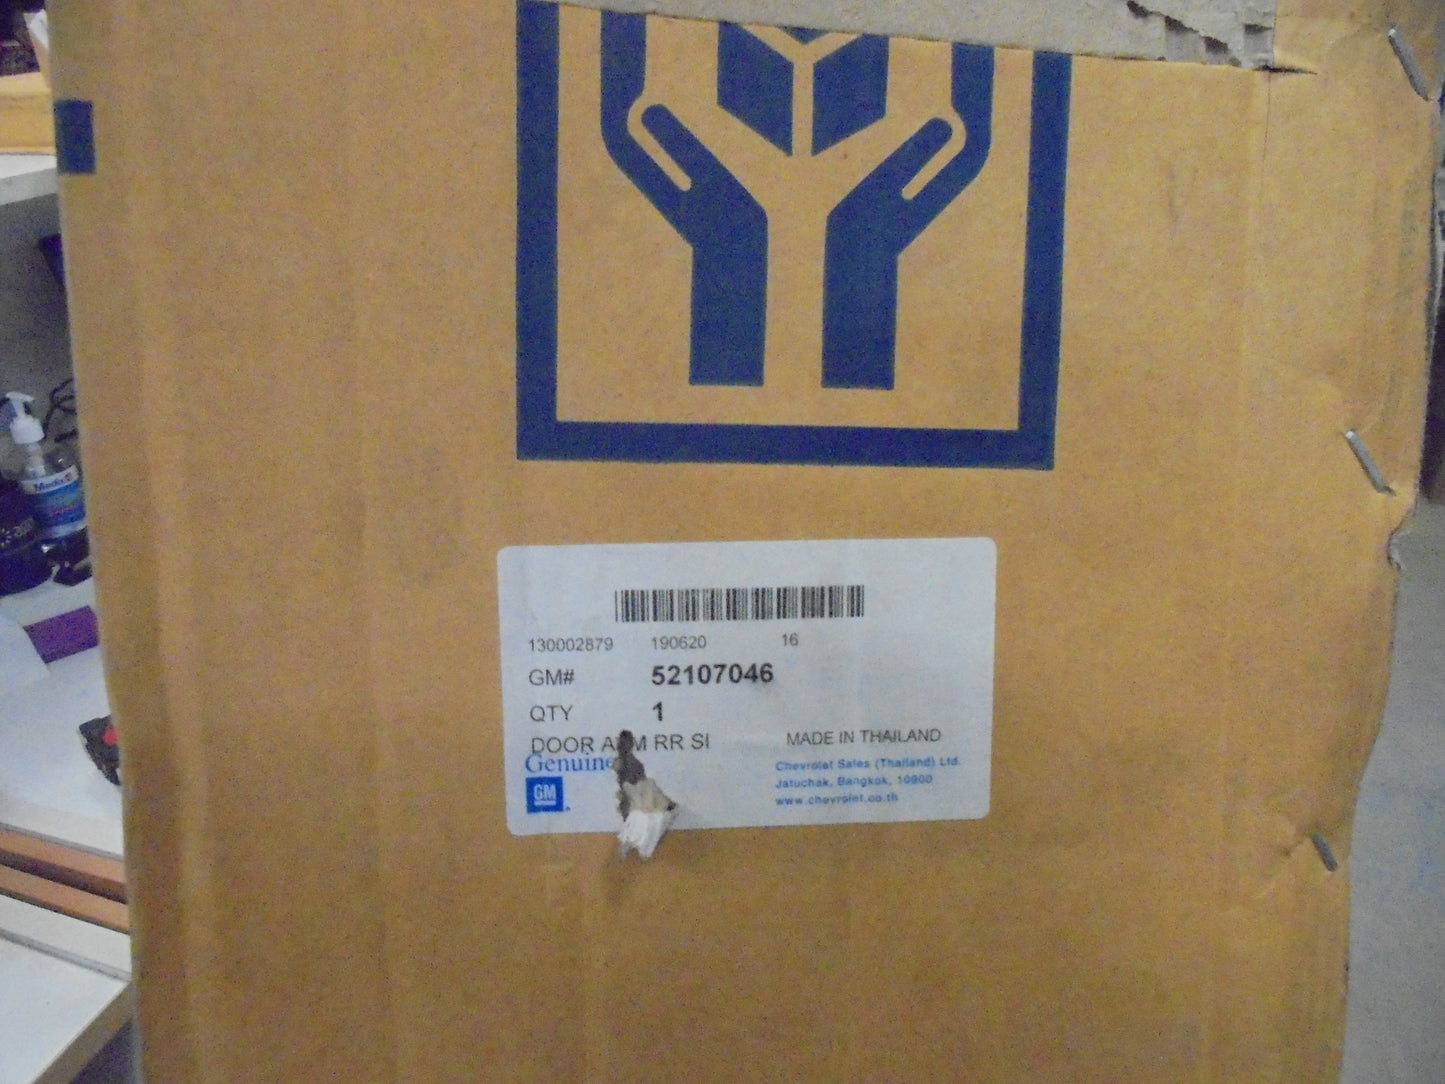 130002879 190620 16
GM# 52107046
QTY 1
DOOR A M RR SI MADE IN THAILAND
Genuine Chevrolet Sales (Thailand) Ltd.
GM Jatuchak, Bangkok, 10900
www.chevrolet.co.th